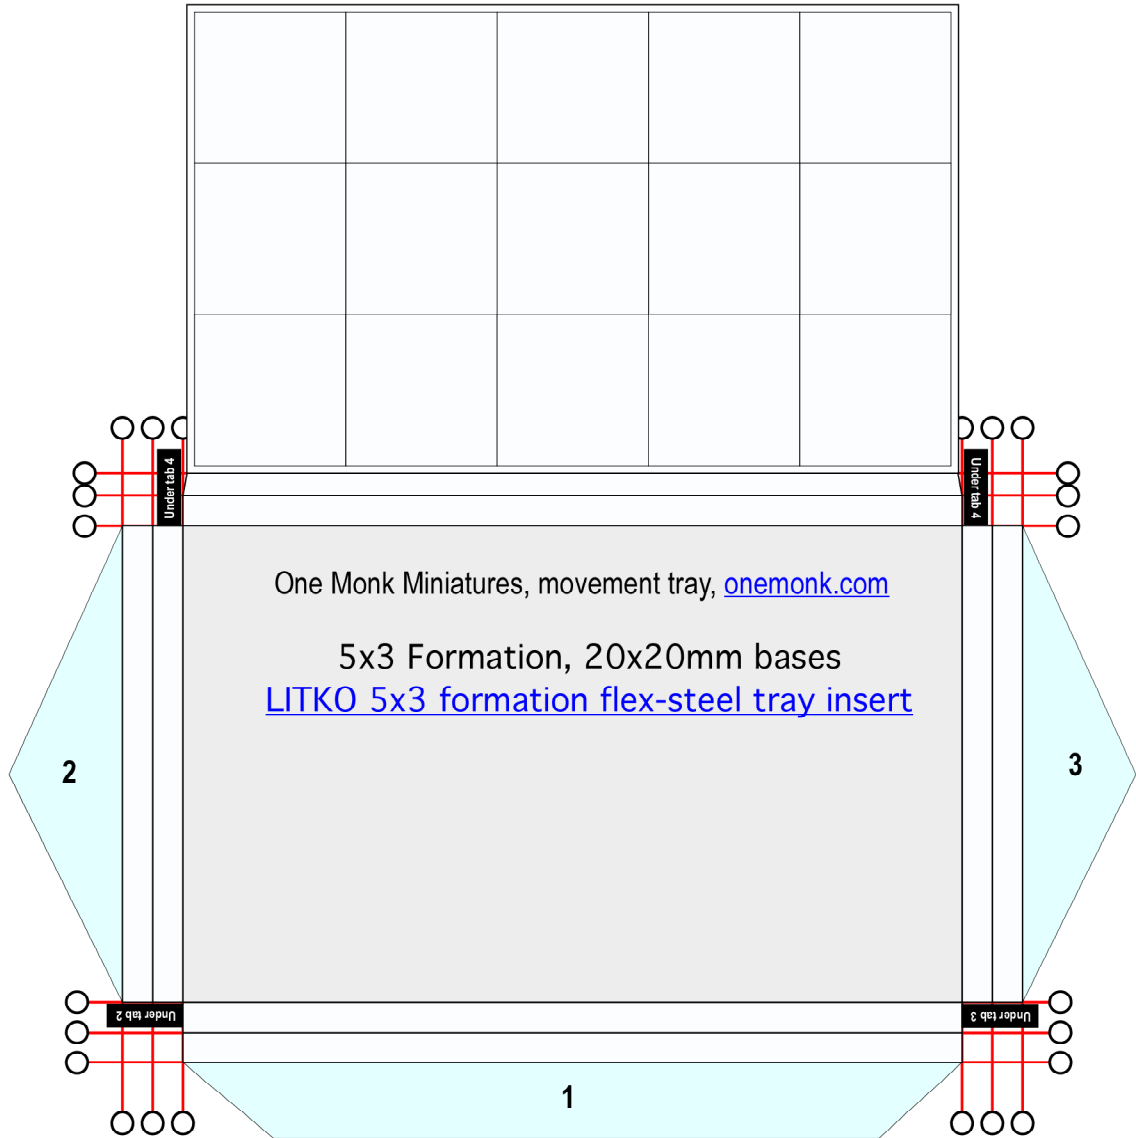 Under tab 4
Under tab 4
One Monk Miniatures, movement tray, onemonk.com
5x3 Formation, 20x20mm bases
LITKO 5x3 formation flex-steel tray insert
2
3
Under tab 2
Under tab 3
1